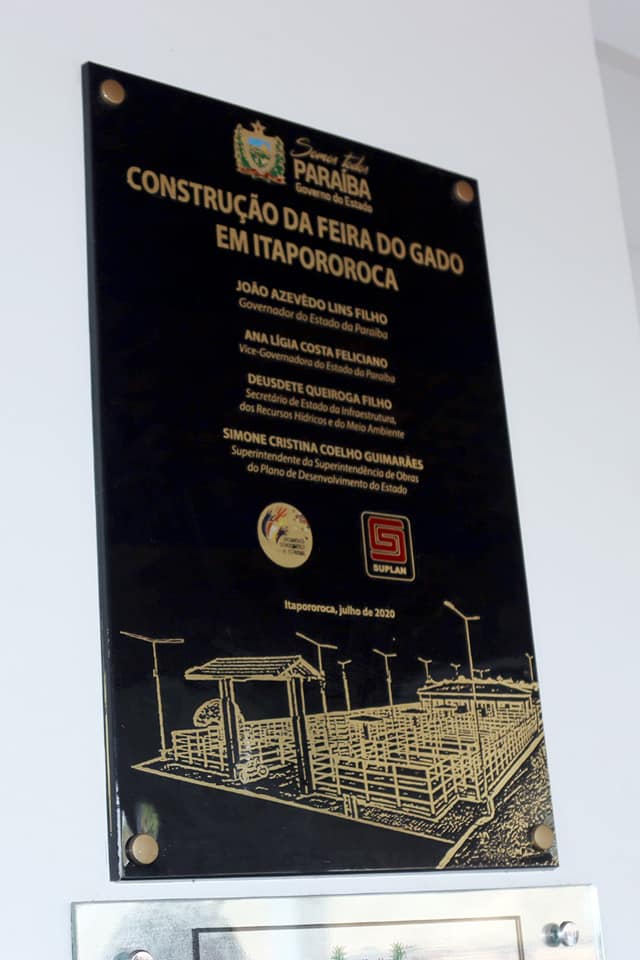 Somos todos
PARAÍBA
Governo do Estado
CONSTRUÇÃO DA FEIRA DO GADO
EM ITAPOROROCA
JOÃO AZEVÊDO LINS FILHO
Governador do Estado da Paraíba
ANA LÍGIA COSTA FELICIANO
Vice-Governadora do Estado da Paraíba
DEUSDETE QUEIROGA FILHO
Secretário de Estado da Infraestrutura,
dos Recursos Hídricos e do Meio Ambiente
SIMONE CRISTINA COELHO GUIMARÃES
Superintendente da Superintendência de Obras
do Plano de Desenvolvimento do Estado
SUPLAN
Itapororoca, julho de 2020